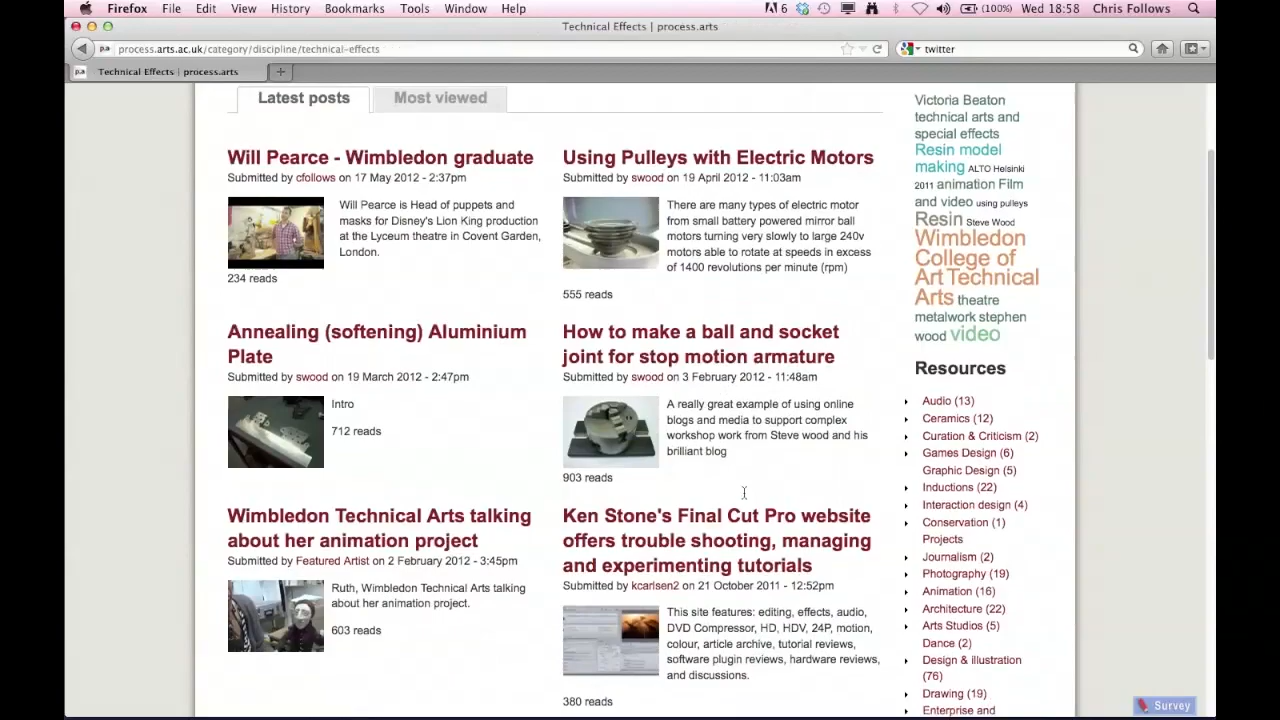 Firefox File Edit View History Bookmarks Tools Window Help 6 (100%) Wed 18:58 Chris Follows
Technical Effects | process.arts
process.arts.ac.uk/category/discipline/technical-effects
twitter
p:a Technical Effects | process.arts
Latest posts
Most viewed
Will Pearce - Wimbledon graduate
Submitted by cfollows on 17 May 2012 - 2:37pm
Will Pearce is Head of puppets and
masks for Disney's Lion King production
at the Lyceum theatre in Covent Garden,
London.
234 reads
Using Pulleys with Electric Motors
Submitted by swood on 19 April 2012 - 11:03am
There are many types of electric motor
from small battery powered mirror ball
motors turning very slowly to large 240v
motors able to rotate at speeds in excess
of 1400 revolutions per minute (rpm)
555 reads
Annealing (softening) Aluminium
Plate
Submitted by swood on 19 March 2012 - 2:47pm
Intro
712 reads
How to make a ball and socket
joint for stop motion armature
Submitted by swood on 3 February 2012 - 11:48am
A really great example of using online
blogs and media to support complex
workshop work from Steve wood and his
brilliant blog
903 reads
Wimbledon Technical Arts talking
about her animation project
Submitted by Featured Artist on 2 February 2012 - 3:45pm
Ruth, Wimbledon Technical Arts talking
about her animation project.
603 reads
Ken Stone's Final Cut Pro website
offers trouble shooting, managing
and experimenting tutorials
Submitted by kcarlsen2 on 21 October 2011 - 12:52pm
This site features: editing, effects, audio,
DVD Compressor, HD, HDV, 24P, motion,
colour, article archive, tutorial reviews,
software plugin reviews, hardware reviews,
and discussions.
380 reads
Victoria Beaton
technical arts and
special effects
Resin model
making ALTO Helsinki
2011 animation Film
and video using pulleys
Resin Steve Wood
Wimbledon
College of
Art Technical
Arts theatre
metalwork stephen
wood video
Resources
Audio (13)
Ceramics (12)
Curation & Criticism (2)
Games Design (6)
Graphic Design (5)
Inductions (22)
Interaction design (4)
Conservation (1)
Projects
Journalism (2)
Photography (19)
Animation (16)
Architecture (22)
Arts Studios (5)
Dance (2)
Design & illustration
(76)
Drawing (19)
Enterprise and
Survey